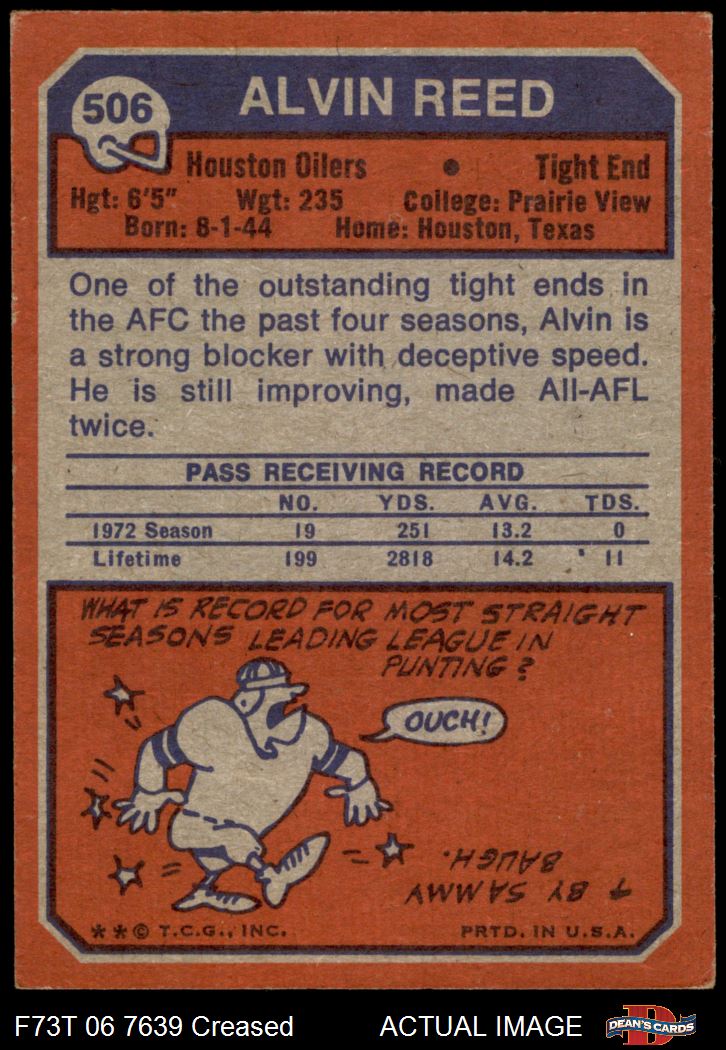 506
ALVIN REED
Houston Oilers • Tight End
Hgt: 6'5" Wgt: 235 College: Prairie View
Born: 8-1-44 Home: Houston, Texas
One of the outstanding tight ends in
the AFC the past four seasons, Alvin is
a strong blocker with deceptive speed.
He is still improving, made All-AFL
twice.
PASS RECEIVING RECORD
NO. YDS. AVG. TDS.
1972 Season 19 251 13.2 0
Lifetime 199 2818 14.2 11
WHAT IS RECORD FOR MOST STRAIGHT
SEASONS LEADING LEAGUE IN
PUNTING?
OUCH!
4 BY SAMMY
BAUGH.
**© T.C.G., INC. PRTD. IN U.S.A.
F73T 06 7639 Creased ACTUAL IMAGE
D
DEAN'S CARDS